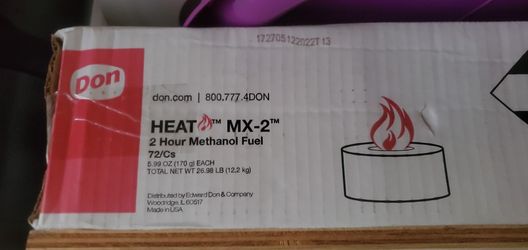 172705122022T 13
Don
don.com | 800.777.4DON
HEAT™ MX-2™
2 Hour Methanol Fuel
72/Cs
5.99 OZ (170 g) EACH
TOTAL NET WT 26.98 LB (12.2 kg)
Distributed by Edward Don & Company
Woodridge, IL 60517
Made in USA